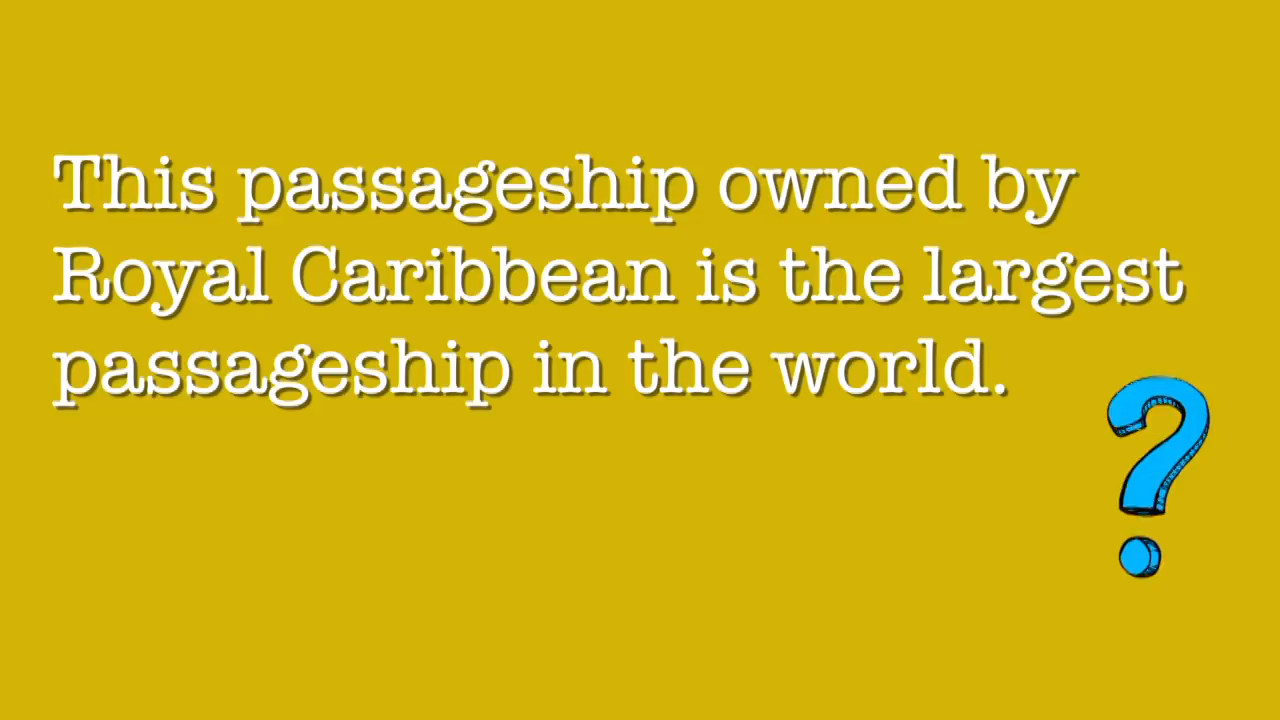 This passageship owned by
Royal Caribbean is the largest
passageship in the world.
?